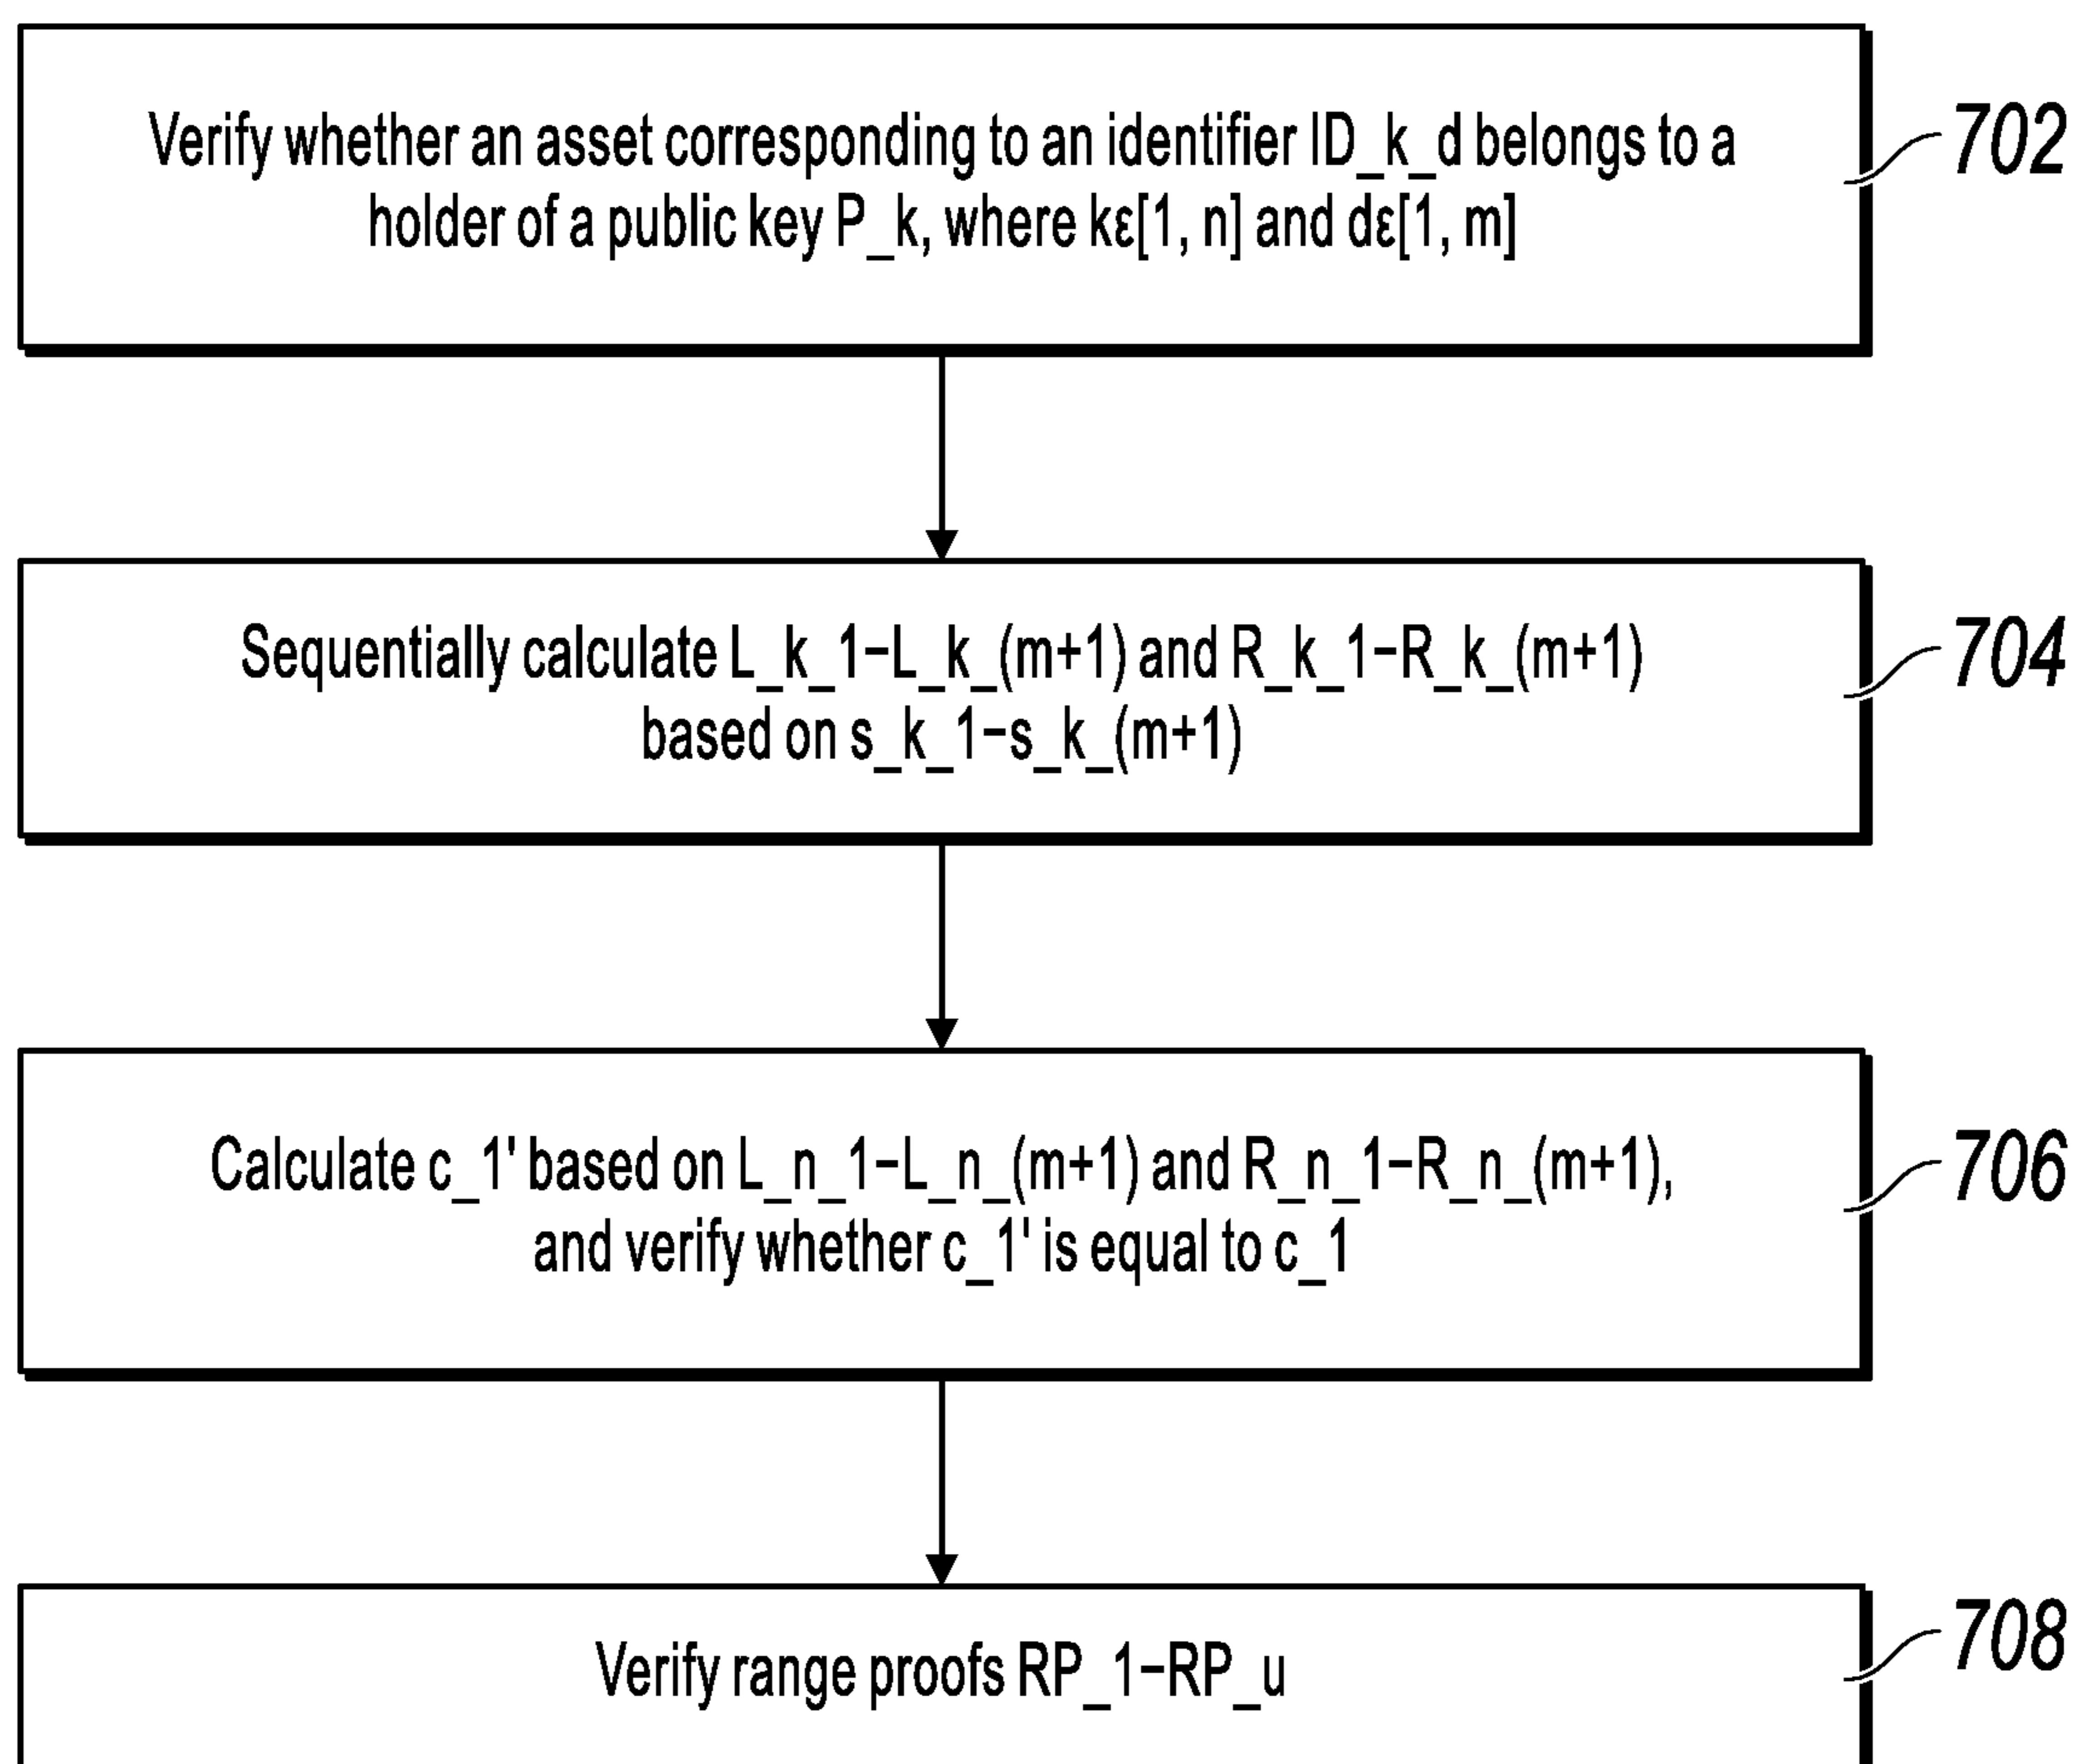 Verify whether an asset corresponding to an identifier ID_k_d belongs to a
holder of a public key P_k, where kε[1, n] and dε[1, m]
702
Sequentially calculate L_k_1−L_k_(m+1) and R_k_1−R_k_(m+1)
based on s_k_1−s_k_(m+1)
704
Calculate c_1' based on L_n_1−L_n_(m+1) and R_n_1−R_n_(m+1),
and verify whether c_1' is equal to c_1
706
Verify range proofs RP_1−RP_u
708